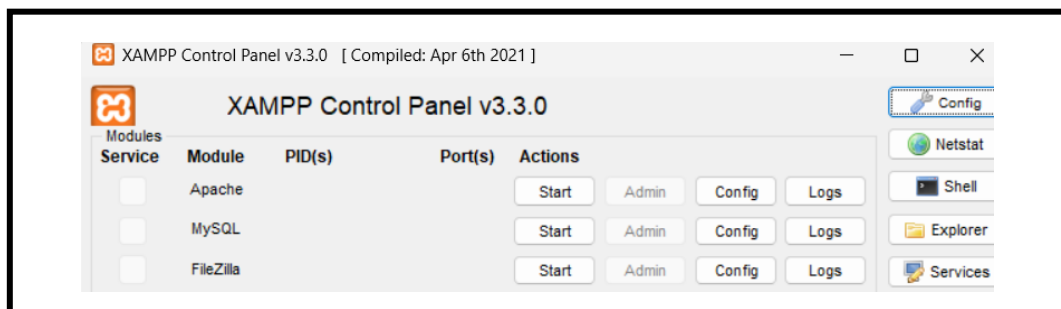 XAMPP Control Panel v3.3.0 [ Compiled: Apr 6th 2021 ]
XAMPP Control Panel v3.3.0
Config
Modules
Service Module PID(s) Port(s) Actions
Netstat
Apache Start Admin Config Logs
Shell
MySQL Start Admin Config Logs
Explorer
FileZilla Start Admin Config Logs
Services